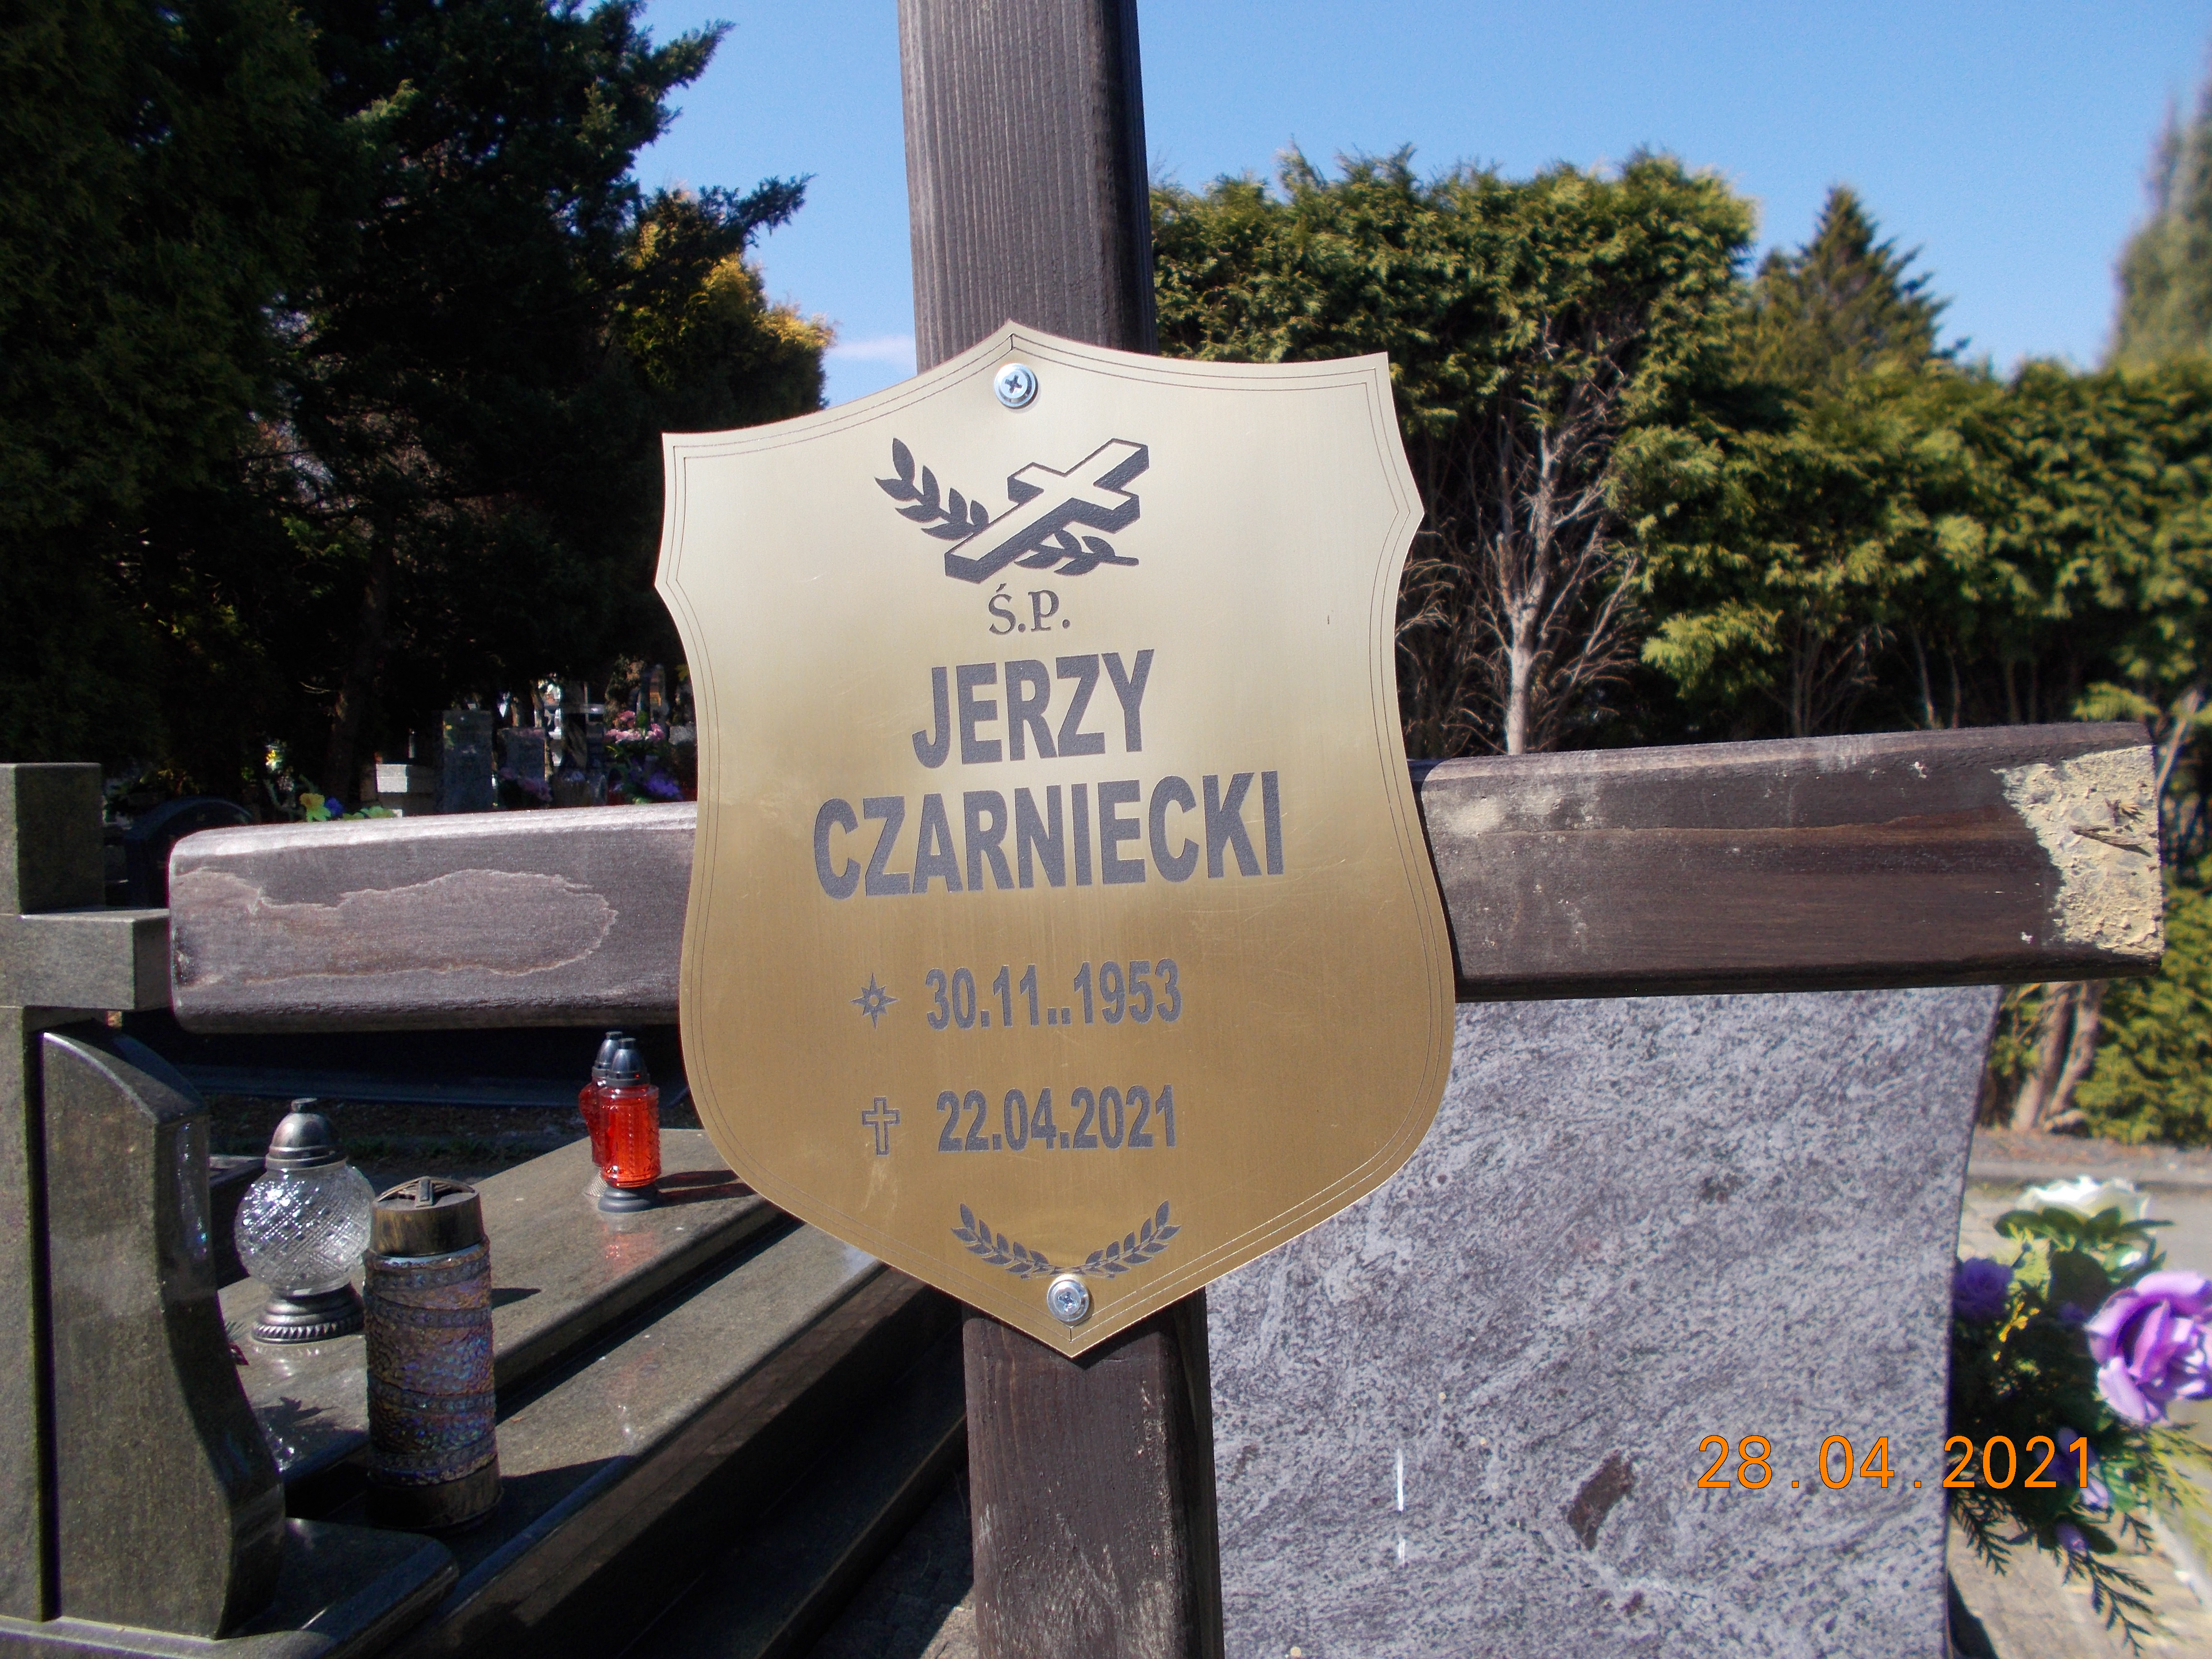 Ś.P.
JERZY
CZARNIECKI
30.11..1953
22.04.2021
28.04.2021